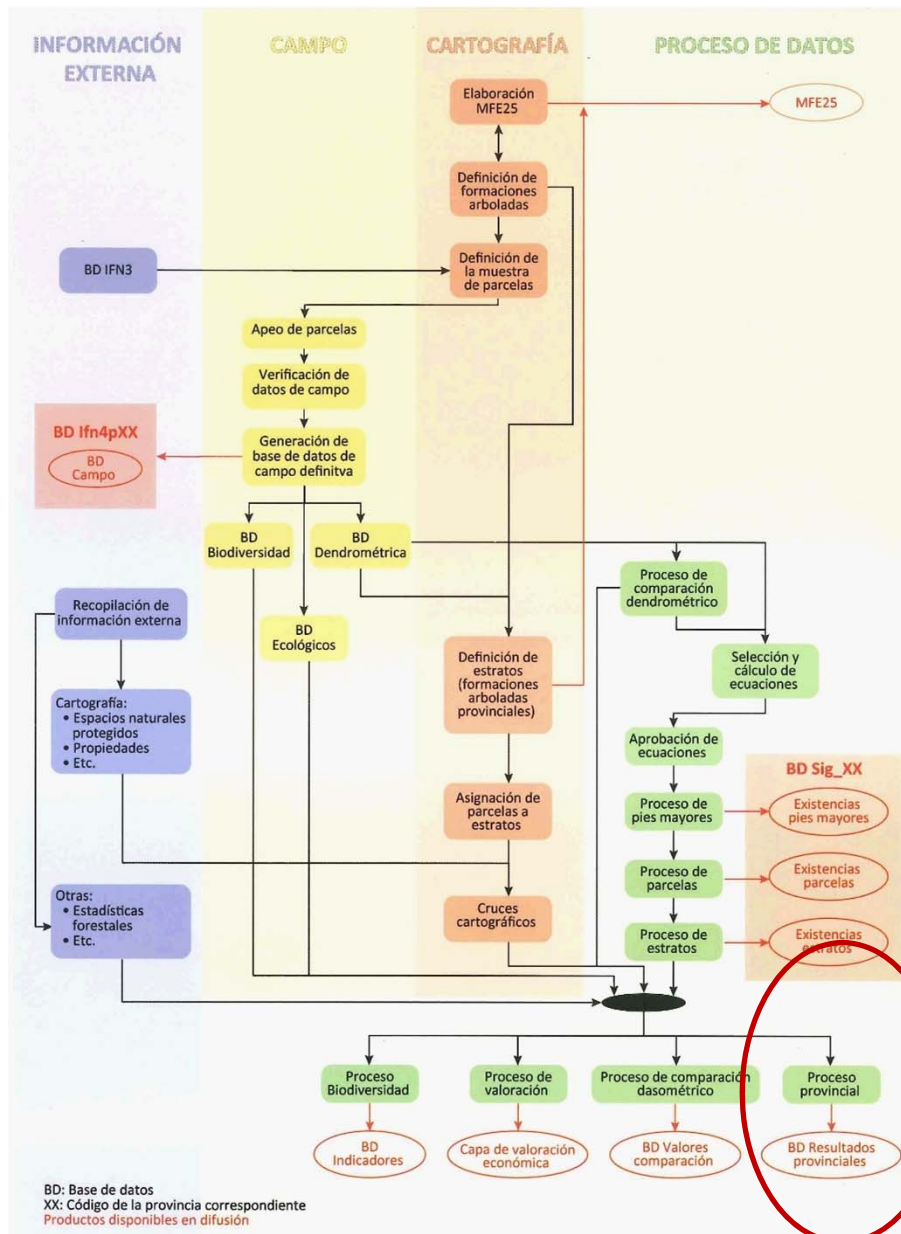 INFORMACIÓN
EXTERNA
CAMPO
CARTOGRAFÍA
PROCESO DE DATOS
Elaboración
MFE25
MFE25
Definición de
formaciones
arboladas
BD IFN3
Definición de
la muestra
de parcelas
Apeo de parcelas
Verificación de
datos de campo
BD Ifn4pXX
BD
Campo
Generación de
base de datos de
campo definitva
BD
Biodiversidad
BD
Dendrométrica
Proceso de
comparación
dendrométrico
Recopilación de
información externa
BD
Ecológicos
Definición de
estratos
(formaciones
arboladas
provinciales)
Selección y
cálculo de
ecuaciones
Cartografía:
• Espacios naturales
protegidos
• Propiedades
• Etc.
Aprobación de
ecuaciones
BD Sig_XX
Asignación de
parcelas a
estratos
Proceso de
pies mayores
Existencias
pies mayores
Proceso de
parcelas
Existencias
parcelas
Otras:
• Estadísticas
forestales
• Etc.
Cruces
cartográficos
Proceso de
estratos
Existencias
estratos
Proceso
Biodiversidad
Proceso de
valoración
Proceso de comparación
dasométrico
Proceso
provincial
BD
Indicadores
Capa de valoración
económica
BD Valores
comparación
BD Resultados
provinciales
BD: Base de datos
XX: Código de la provincia correspondiente
Productos disponibles en difusión